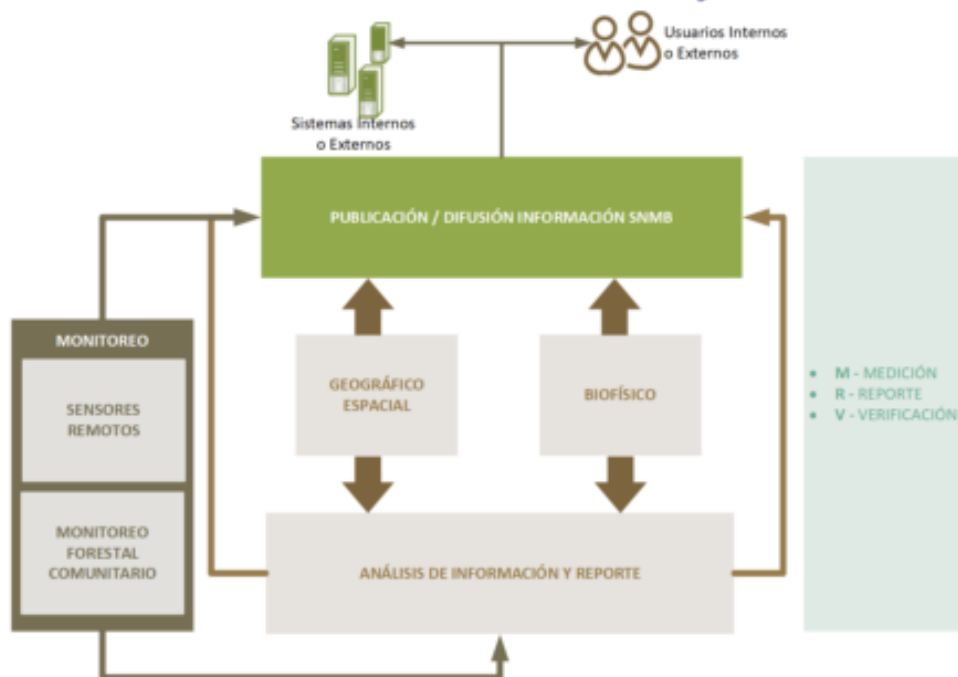 Usuarios Internos
o Externos
Sistemas Internos
o Externos
PUBLICACIÓN / DIFUSIÓN INFORMACIÓN SNMB
MONITOREO
SENSORES
REMOTOS
MONITOREO
FORESTAL
COMUNITARIO
GEOGRÁFICO
ESPACIAL
BIOFÍSICO
ANÁLISIS DE INFORMACIÓN Y REPORTE
• M - MEDICIÓN
• R - REPORTE
• V - VERIFICACIÓN